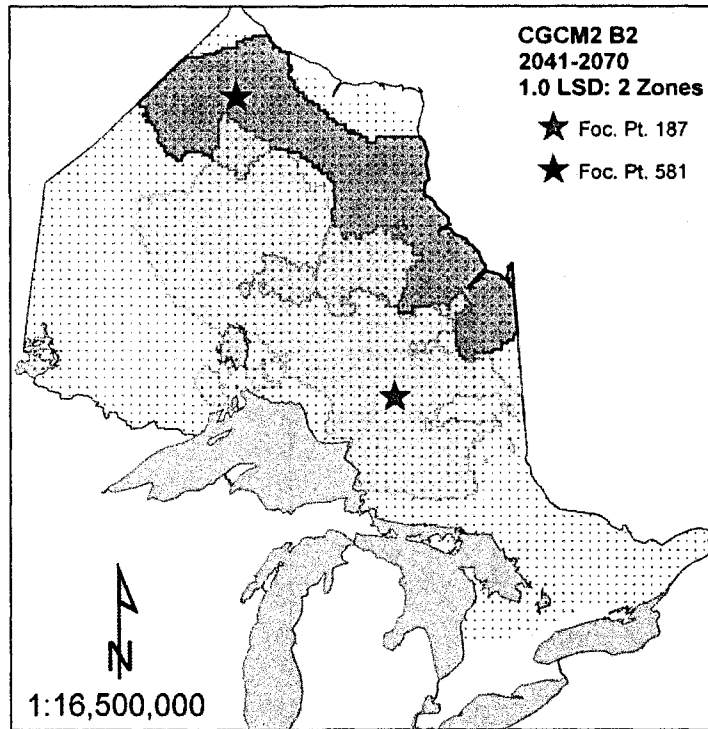 CGCM2 B2
2041-2070
1.0 LSD: 2 Zones
Foc. Pt. 187
Foc. Pt. 581
N
1:16,500,000